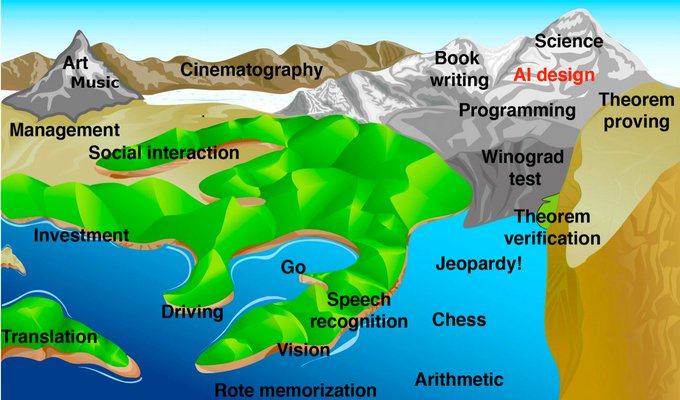 Science
Book
writing
AI design
Art
Music
Cinematography
Programming
Theorem
proving
Management
Social interaction
Winograd
test
Theorem
verification
Investment
Go
Jeopardy!
Driving
Speech
recognition
Chess
Translation
Vision
Arithmetic
Rote memorization